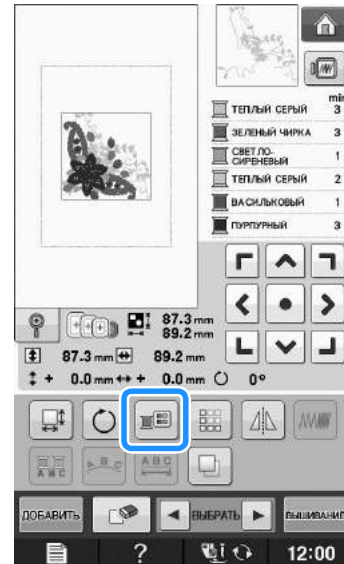 min
ТЕПЛЫЙ СЕРЫЙ 3
ЗЕЛЕНЫЙ ЧИРКА 3
СВЕТЛО-
СИРЕНЕВЫЙ 1
ТЕПЛЫЙ СЕРЫЙ 2
ВАСИЛЬКОВЫЙ 1
ПУРПУРНЫЙ 3
87.3 mm
89.2 mm
87.3 mm 89.2 mm
+ 0.0 mm + 0.0 mm 0°
A B C
A B C
A B C
ДОБАВИТЬ ВЫБРАТЬ ВЫШИВАНИЕ
? 12:00